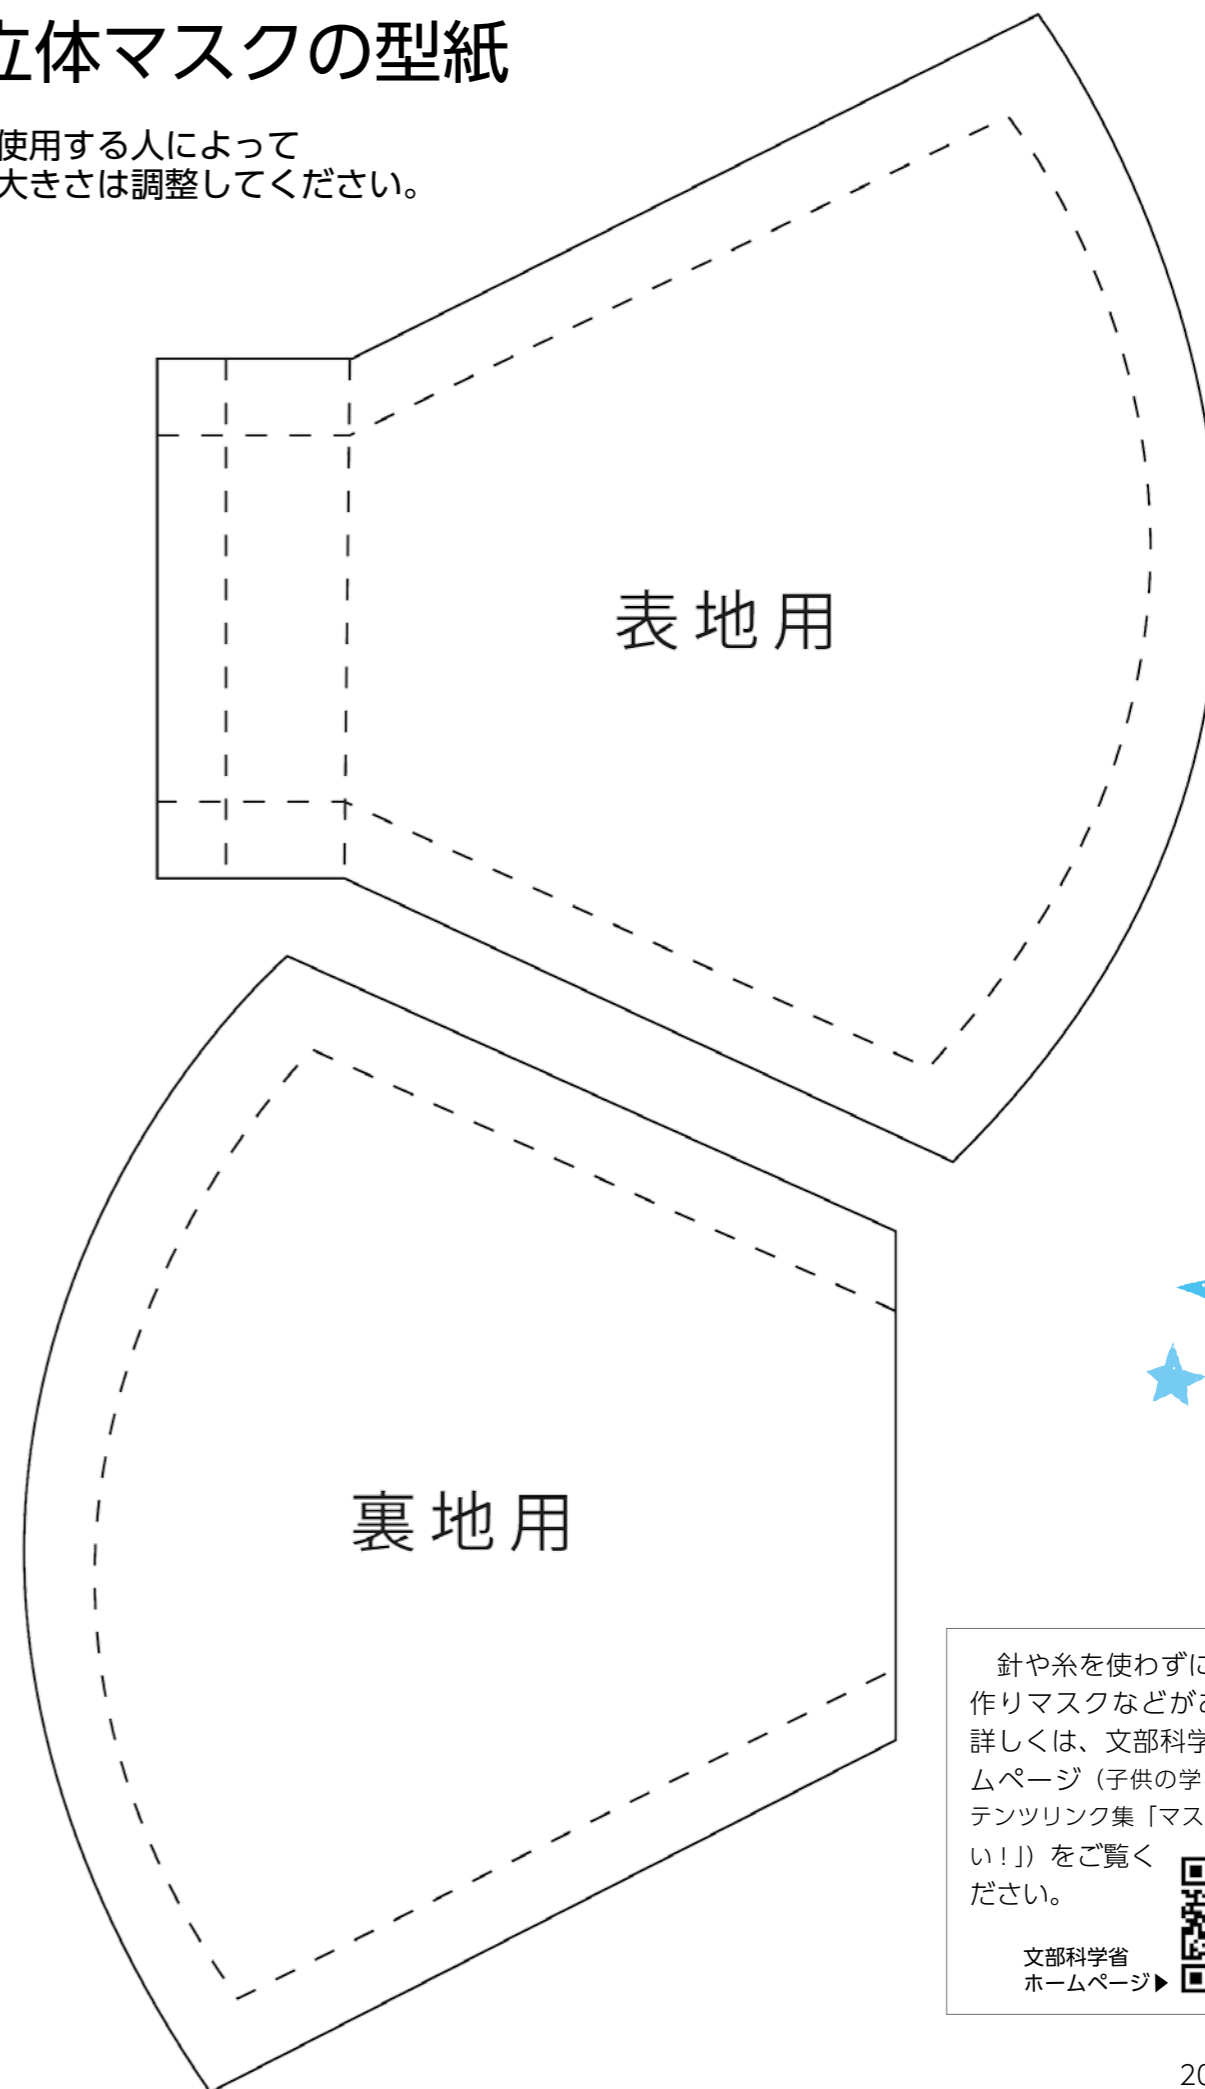 立体マスクの型紙
使用する人によって
大きさは調整してください。
表地用
裏地用
針や糸を使わずに
作りマスクなどが
詳しくは、文部科学
ムページ（子供の学
テンツリンク集「マス
い！」）をご覧く
ださい。
文部科学省
ホームページ▶
20